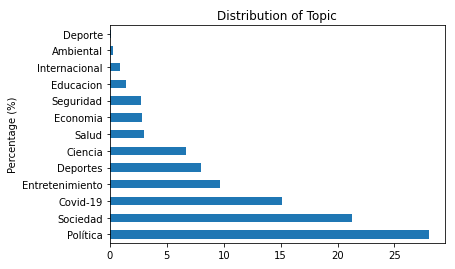 Distribution of Topic
Percentage (%)
Deporte
Ambiental
Internacional
Educacion
Seguridad
Economia
Salud
Ciencia
Deportes
Entretenimiento
Covid-19
Sociedad
Política
0 5 10 15 20 25